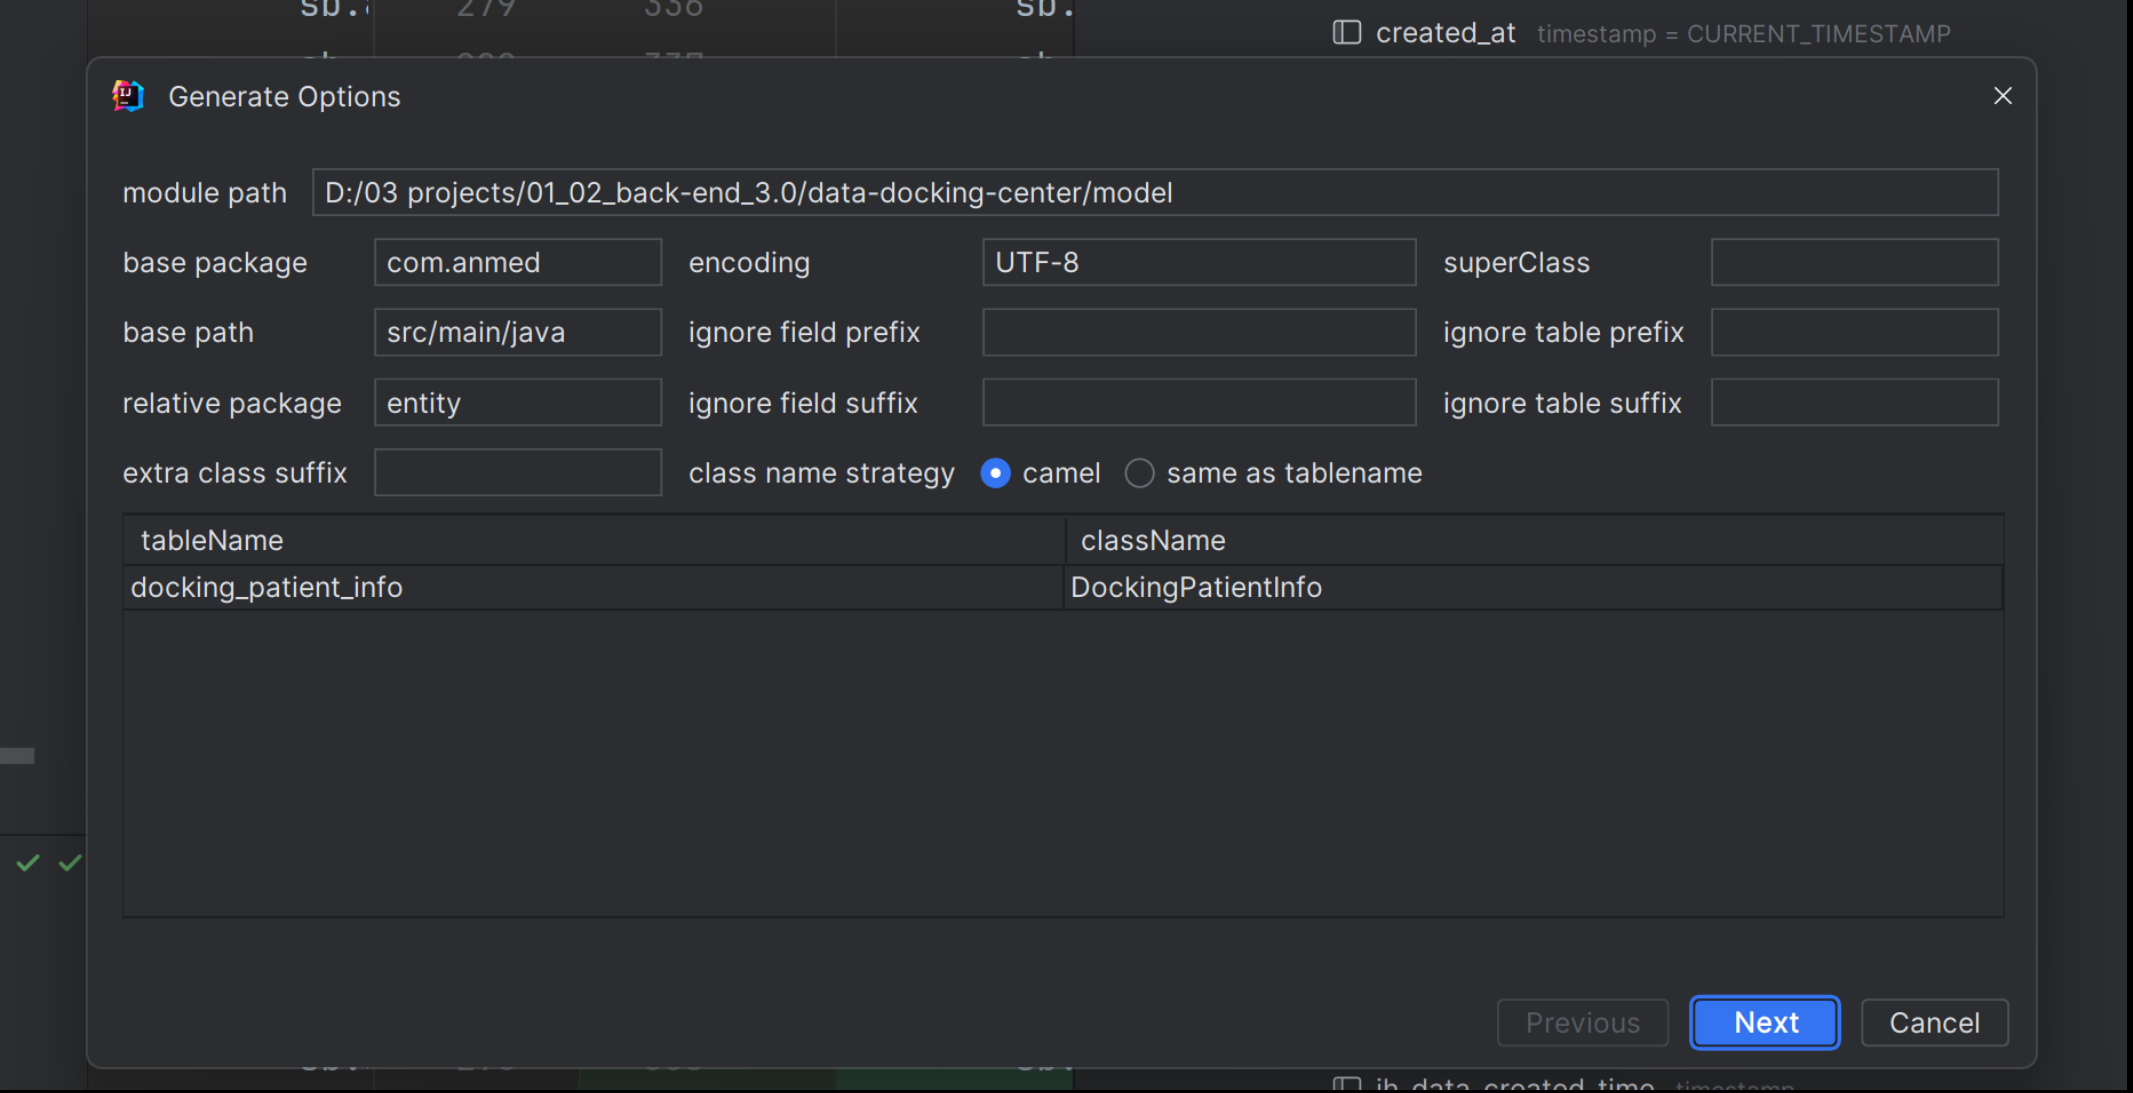 279 336
created_at timestamp = CURRENT_TIMESTAMP
Generate Options
module path D:/03 projects/01_02_back-end_3.0/data-docking-center/model
base package com.anmed encoding UTF-8 superClass
base path src/main/java ignore field prefix ignore table prefix
relative package entity ignore field suffix ignore table suffix
extra class suffix class name strategy camel same as tablename
tableName className
docking_patient_info DockingPatientInfo
Previous Next Cancel